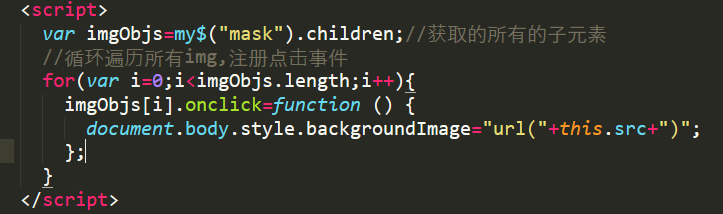 <script>
var imgObjs=my$("mask").children;//获取的所有的子元素
//循环遍历所有img,注册点击事件
for(var i=0;i<imgObjs.length;i++){
imgObjs[i].onclick=function () {
document.body.style.backgroundImage="url("+this.src+")";
};
}
</script>